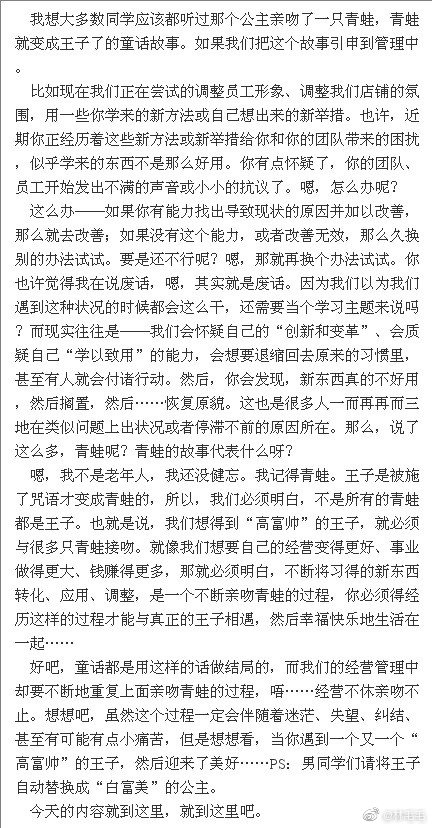 我想大多数同学应该都听过那个公主亲吻了一只青蛙，青蛙
就变成王子了的童话故事。如果我们把这个故事引申到管理中
。
比如现在我们正在尝试的调整员工形象、调整我们店铺的氛
围，用一些你学来的新方法或自己想出来的新举措。也许，近
期你正经历着这些新方法或新举措给你和你的团队带来的困扰
，似乎学来的东西不是那么好用。你有点怀疑了，你的团队、
员工开始发出不满的声音或小小的抗议了。嗯，怎么办呢？
这么办——如果你有能力找出导致现状的原因并加以改善，
那么就去改善；如果没有这个能力，或者改善无效，那么久换
别的办法试试。要是还不行呢？嗯，那就再换个办法试试。你
也许觉得我在说废话，嗯，其实就是废话。因为我们以为我们
遇到这种状况的时候都会这么干，还需要当个学习主题来说吗
？而现实往往是——我们会怀疑自己的“创新和变革”、会质
疑自己“学以致用”的能力，会想要退缩回去原来的习惯里，
甚至有人就会付诸行动。然后，你会发现，新东西真的不好用
，然后搁置，然后……恢复原貌。这也是很多人一而再再而三
地在类似问题上出状况或者停滞不前的原因所在。那么，说了
这么多，青蛙呢？青蛙的故事代表什么呀？
嗯，我不是老年人，我还没健忘。我记得青蛙。王子是被施
了咒语才变成青蛙的，所以，我们必须明白，不是所有的青蛙
都是王子。也就是说，我们想得到“高富帅”的王子，就必须
与很多只青蛙接吻。就像我们想要自己的经营变得更好、事业
做得更大、钱赚得更多，那就必须明白，不断将习得的新东西
转化、应用、调整，是一个不断亲吻青蛙的过程，你必须得经
历这样的过程才能与真正的王子相遇，然后幸福快乐地生活在
一起……
好吧，童话都是用这样的话做结局的，而我们的经营管理中
却要不断地重复上面亲吻青蛙的过程，唔……经营不休亲吻不
止。想想吧，虽然这个过程一定会伴随着迷茫、失望、纠结、
甚至有可能有点小痛苦，但是想想看，当你遇到一个又一个“
高富帅”的王子，然后迎来了美好……PS：男同学们请将王子
自动替换成“白富美”的公主。
今天的内容就到这里，就到这里吧。